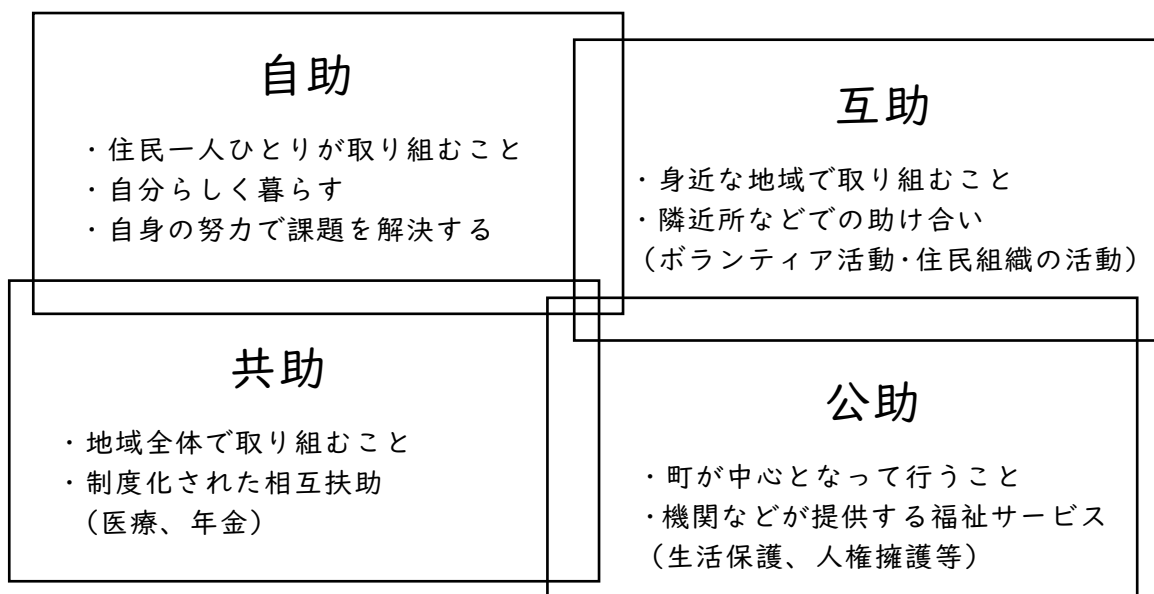 自助
・住民一人ひとりが取り組むこと
・自分らしく暮らす
・自身の努力で課題を解決する
互助
・身近な地域で取り組むこと
・隣近所などでの助け合い
（ボランティア活動・住民組織の活動）
共助
・地域全体で取り組むこと
・制度化された相互扶助
（医療、年金）
公助
・町が中心となって行うこと
・機関などが提供する福祉サービス
（生活保護、人権擁護等）